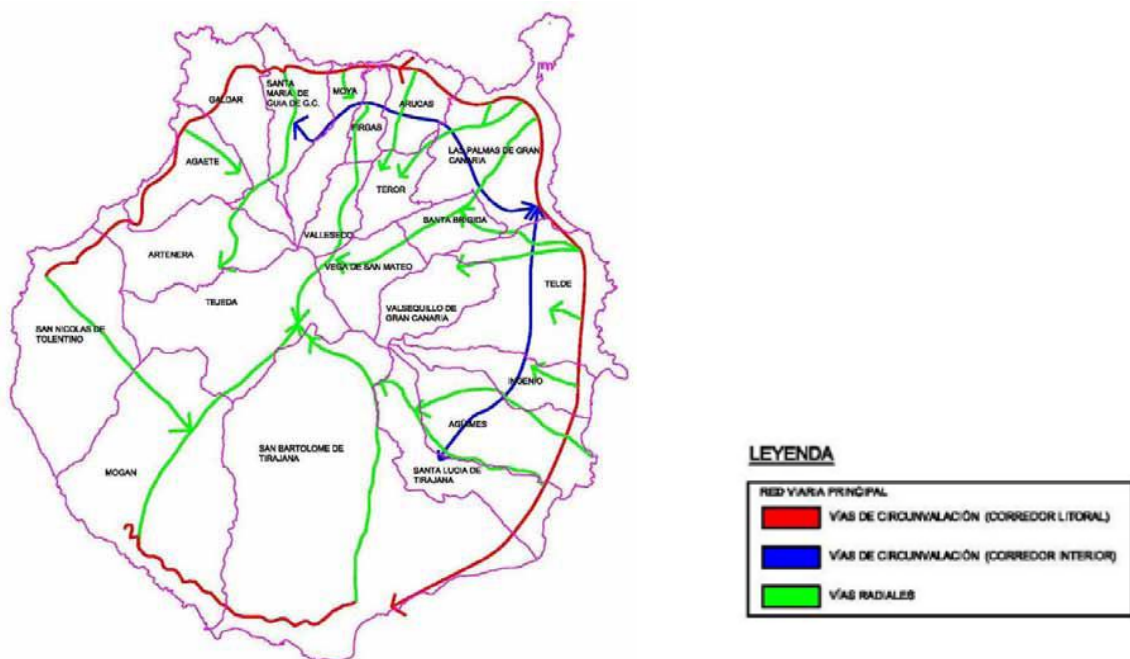 SANTA
MARIA DE
GUIA DE G.C.
MOYA
GALDAR
ARUCAS
FIRGAS
LAS PALMAS DE GRAN
CANARIA
AGAETE
TEROR
SANTA BRIGIDA
VALLESECO
ARTENERA
VEGA DE SAN MATEO
TELDE
TEJEDA
VALSEQUILLO DE
GRAN CANARIA
SAN NICOLAS DE
TOLENTINO
INGENIO
AGÜIMES
SAN BARTOLOME DE
TIRAJANA
MOGAN
SANTA LUCIA DE
TIRAJANA
LEYENDA
RED VIARIA PRINCIPAL
VÍAS DE CIRCUNVALACIÓN (CORREDOR LITORAL)
VÍAS DE CIRCUNVALACIÓN (CORREDOR INTERIOR)
VÍAS RADIALES